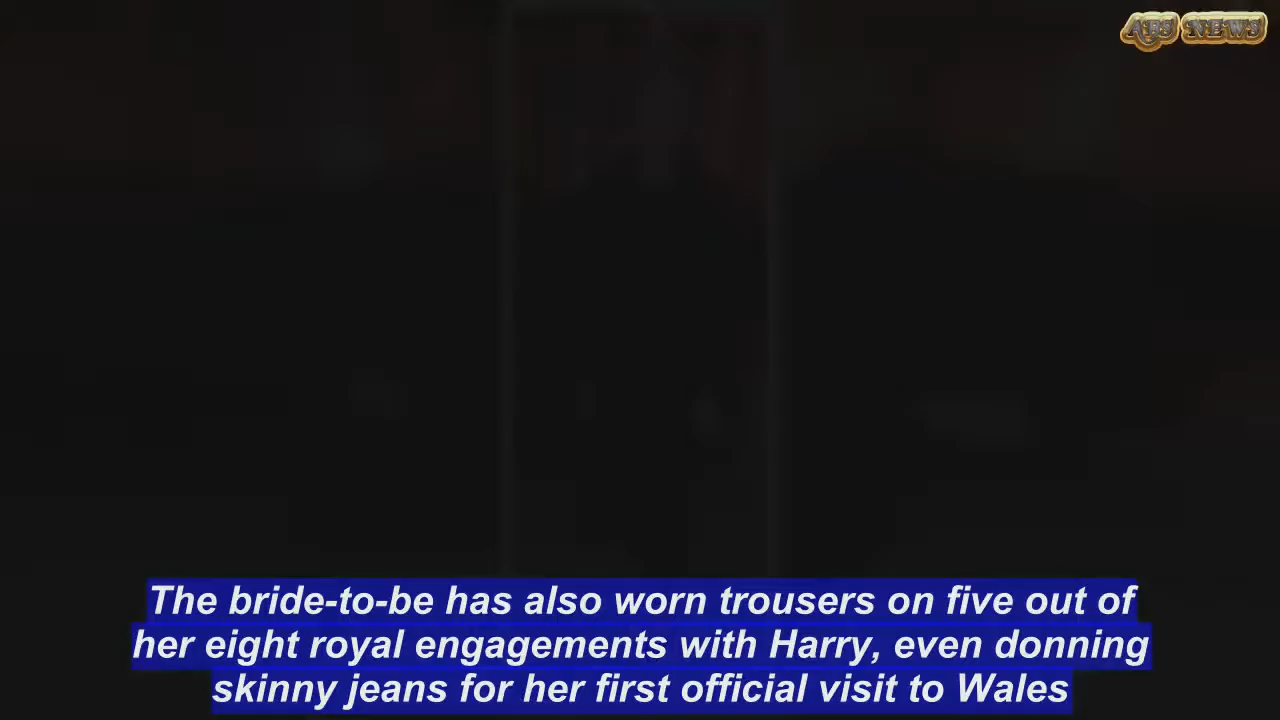 ABS NEWS
The bride-to-be has also worn trousers on five out of
her eight royal engagements with Harry, even donning
skinny jeans for her first official visit to Wales